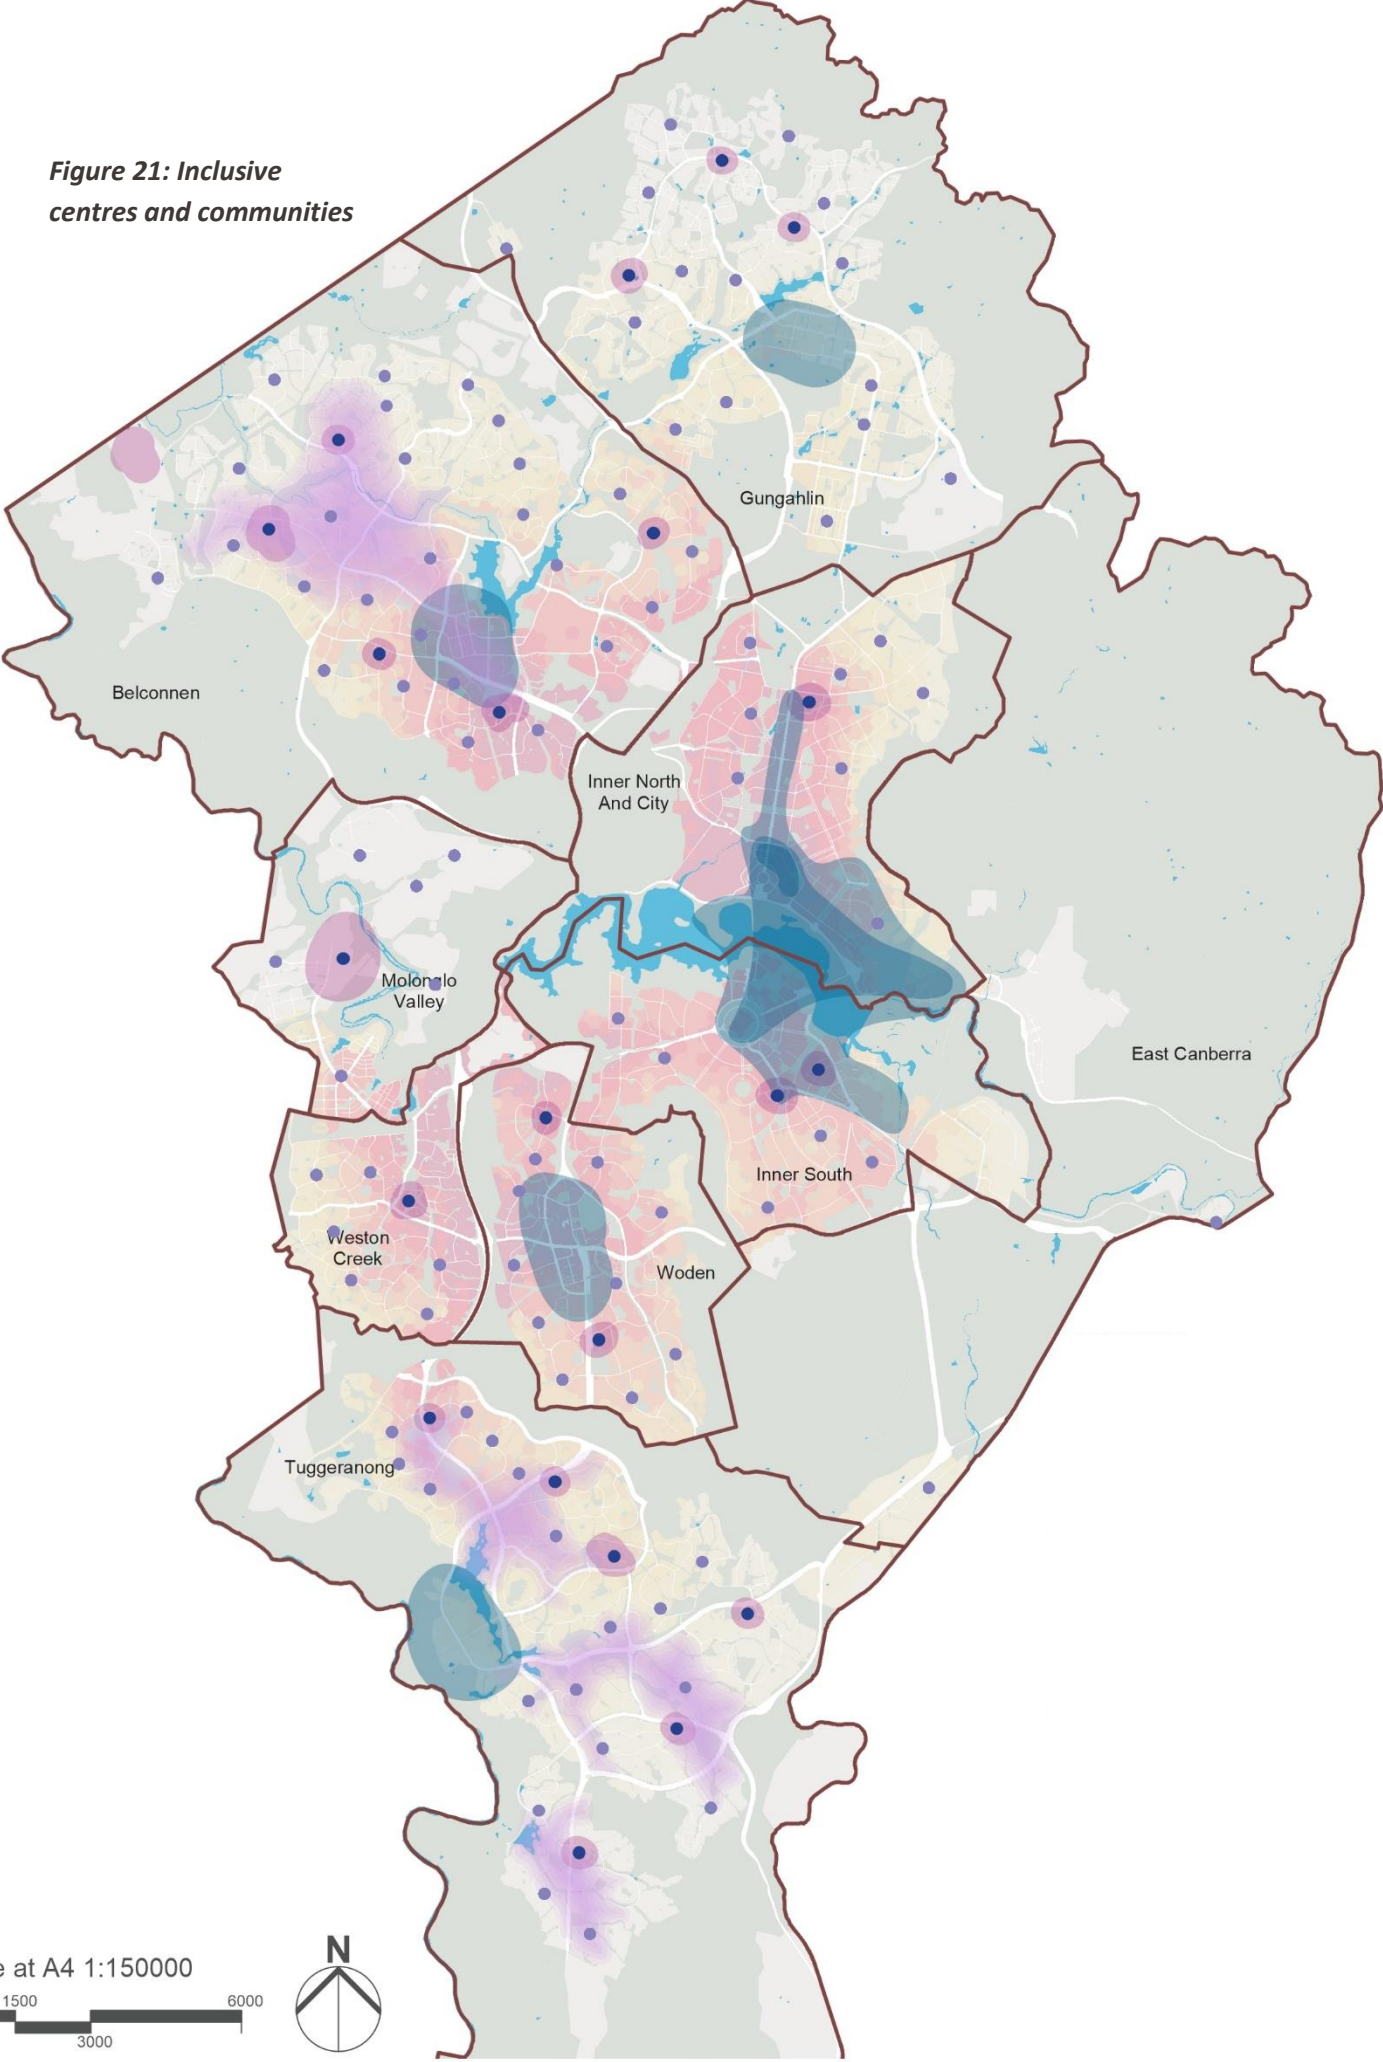 Figure 21: Inclusive
centres and communities
Gungahlin
Belconnen
Inner North
And City
Molonglo
Valley
East Canberra
Inner South
Weston
Creek
Woden
Tuggeranong
N
at A4 1:150000
1500
6000
3000